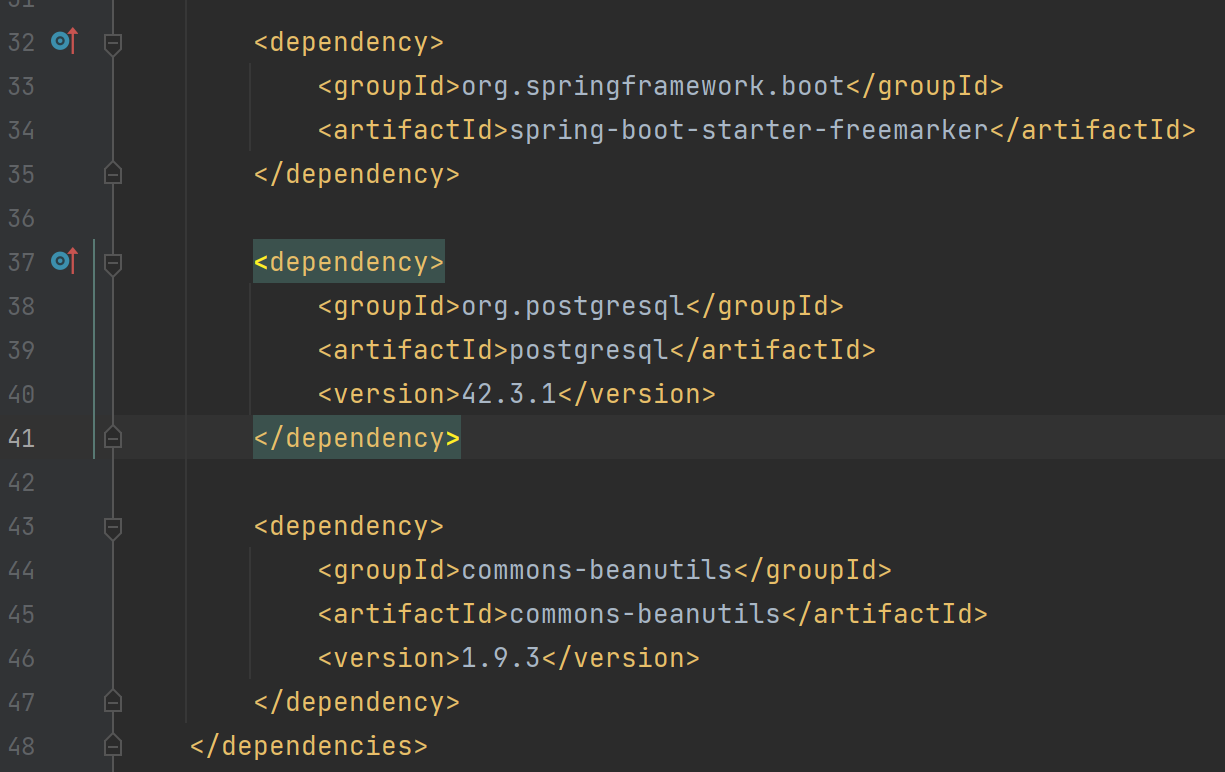 31
32 <dependency>
33 <groupId>org.springframework.boot</groupId>
34 <artifactId>spring-boot-starter-freemarker</artifactId>
35 </dependency>
36
37 <dependency>
38 <groupId>org.postgresql</groupId>
39 <artifactId>postgresql</artifactId>
40 <version>42.3.1</version>
41 </dependency>
42
43 <dependency>
44 <groupId>commons-beanutils</groupId>
45 <artifactId>commons-beanutils</artifactId>
46 <version>1.9.3</version>
47 </dependency>
48 </dependencies>